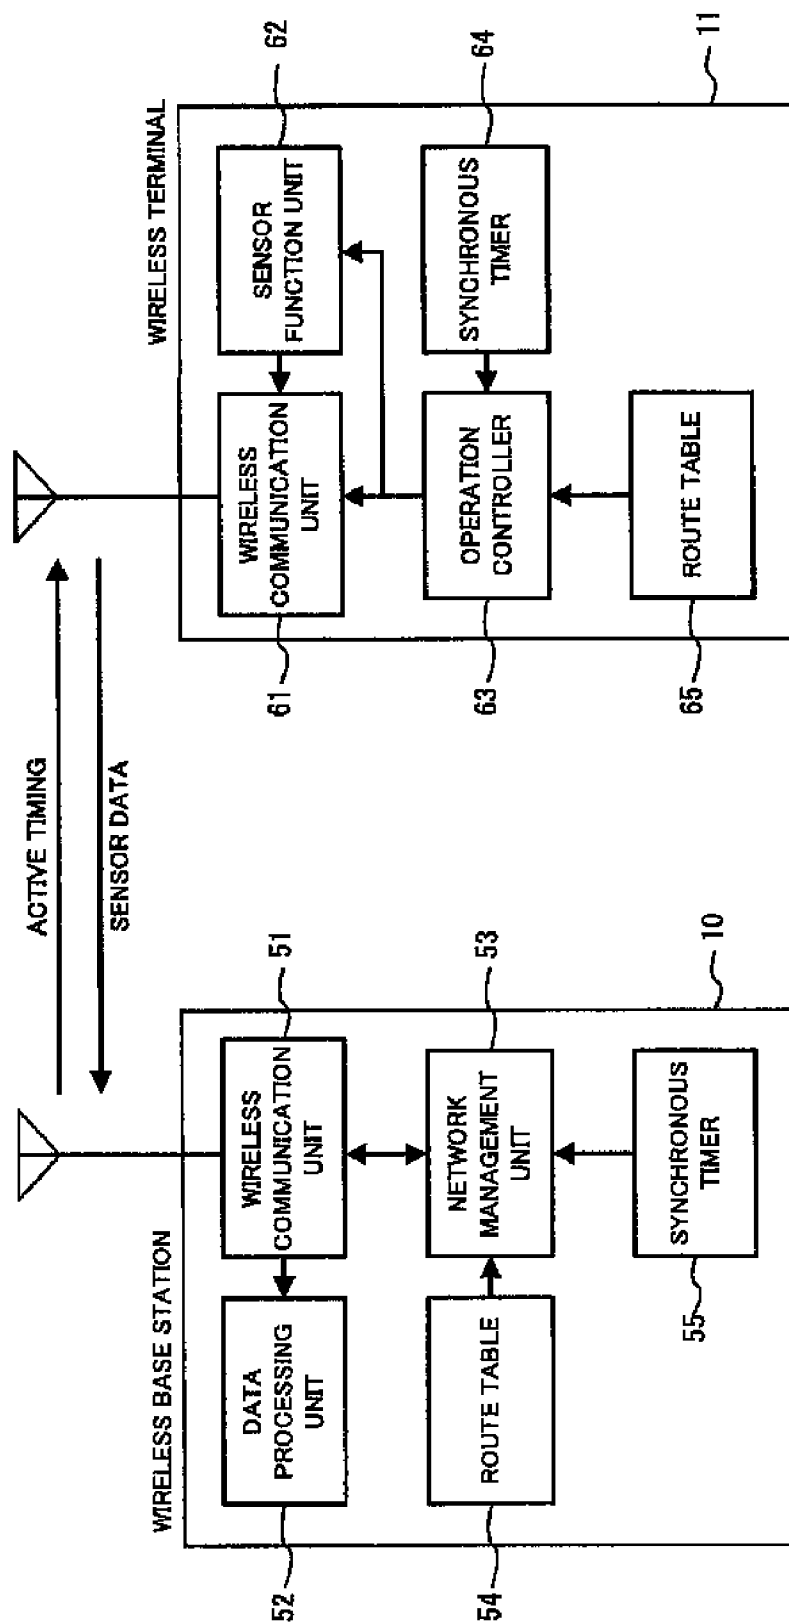 ACTIVE TIMING
SENSOR DATA
WIRELESS BASE STATION
10
52
DATA
PROCESSING
UNIT
WIRELESS
COMMUNICATION
UNIT
51
54
ROUTE TABLE
NETWORK
MANAGEMENT
UNIT
53
55
SYNCHRONOUS
TIMER
WIRELESS TERMINAL
11
61
WIRELESS
COMMUNICATION
UNIT
SENSOR
FUNCTION UNIT
62
63
OPERATION
CONTROLLER
SYNCHRONOUS
TIMER
64
65
ROUTE TABLE